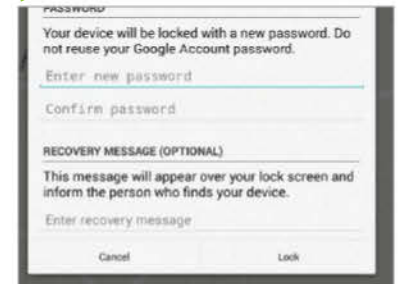 PASSWORD
Your device will be locked with a new password. Do
not reuse your Google Account password.
Enter new password
Confirm password
RECOVERY MESSAGE (OPTIONAL)
This message will appear over your lock screen and
inform the person who finds your device.
Enter recovery message
Cancel Lock